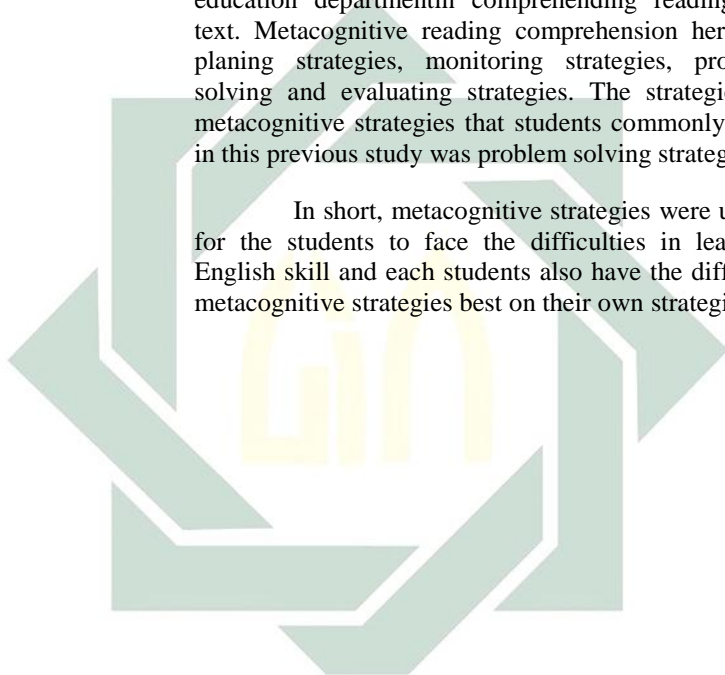 education departmentin comprehending reading
text. Metacognitive reading comprehension her
planing strategies, monitoring strategies, pro
solving and evaluating strategies. The strategi
metacognitive strategies that students commonly
in this previous study was problem solving strateg
In short, metacognitive strategies were u
for the students to face the difficulties in lea
English skill and each students also have the diff
metacognitive strategies best on their own strategi